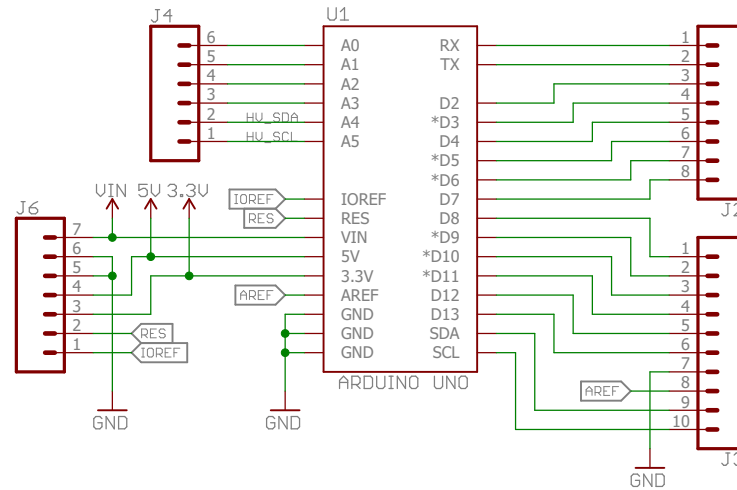 J4
6
5
4
3
2
1
HV_SDA
HV_SCL
U1
A0
A1
A2
A3
A4
A5
IOREF
RES
VIN
5V
3.3V
AREF
GND
GND
GND
RX
TX
D2
*D3
D4
*D5
*D6
D7
D8
*D9
*D10
*D11
D12
D13
SDA
SCL
ARDUINO UNO
IOREF
RES
AREF
GND
VIN
5V
3.3V
J6
7
6
5
4
3
2
1
RES
IOREF
GND
1
2
3
4
5
6
7
8
J2
1
2
3
4
5
6
7
8
9
10
AREF
J3
GND